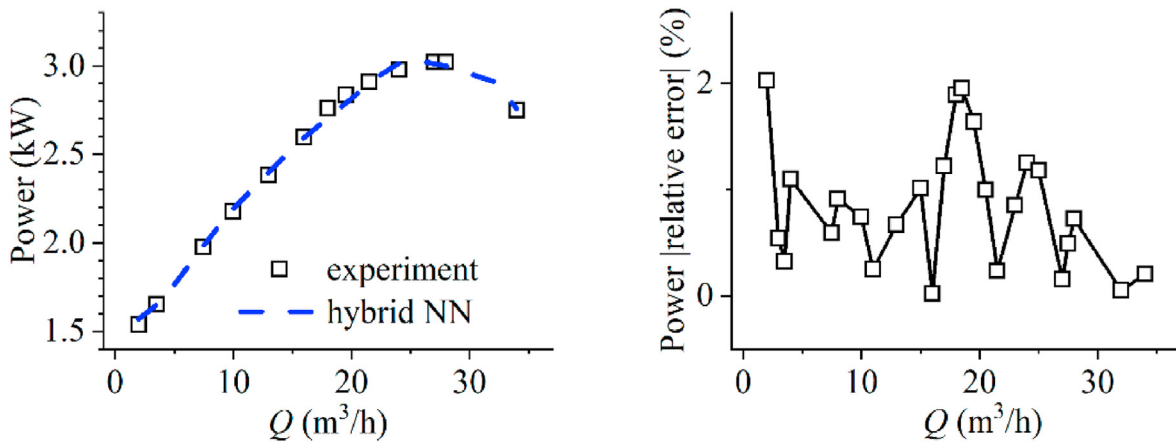 Power (kW)
3.0
2.5
2.0
1.5
experiment
hybrid NN
0 10 20 30
Q (m³/h)
Power |relative error| (%)
2
1
0
0 10 20 30
Q (m³/h)